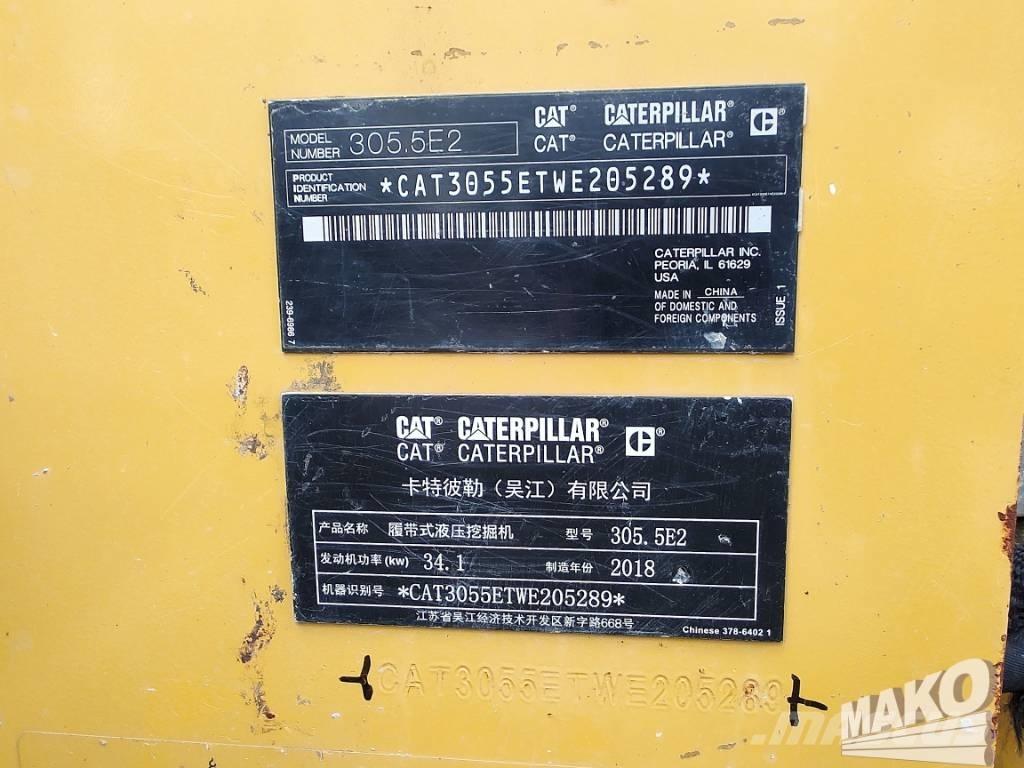 CAT® CATERPILLAR®
MODEL NUMBER 305.5E2 CAT® CATERPILLAR® C®
PRODUCT IDENTIFICATION NUMBER *CAT3055ETWE205289*
CATERPILLAR INC.
PEORIA, IL 61629
USA
MADE IN CHINA
OF DOMESTIC AND
FOREIGN COMPONENTS
ISSUE 1
239-6986 7
CAT® CATERPILLAR® C®
CAT® CATERPILLAR®
卡特彼勒（吴江）有限公司
产品名称 履带式液压挖掘机 型号 305.5E2
发动机功率(kw) 34.1 制造年份 2018
机器识别号 *CAT3055ETWE205289*
江苏省吴江经济技术开发区新字路668号
Chinese 378-6402 1
CAT3055ETWE205289
MAKO